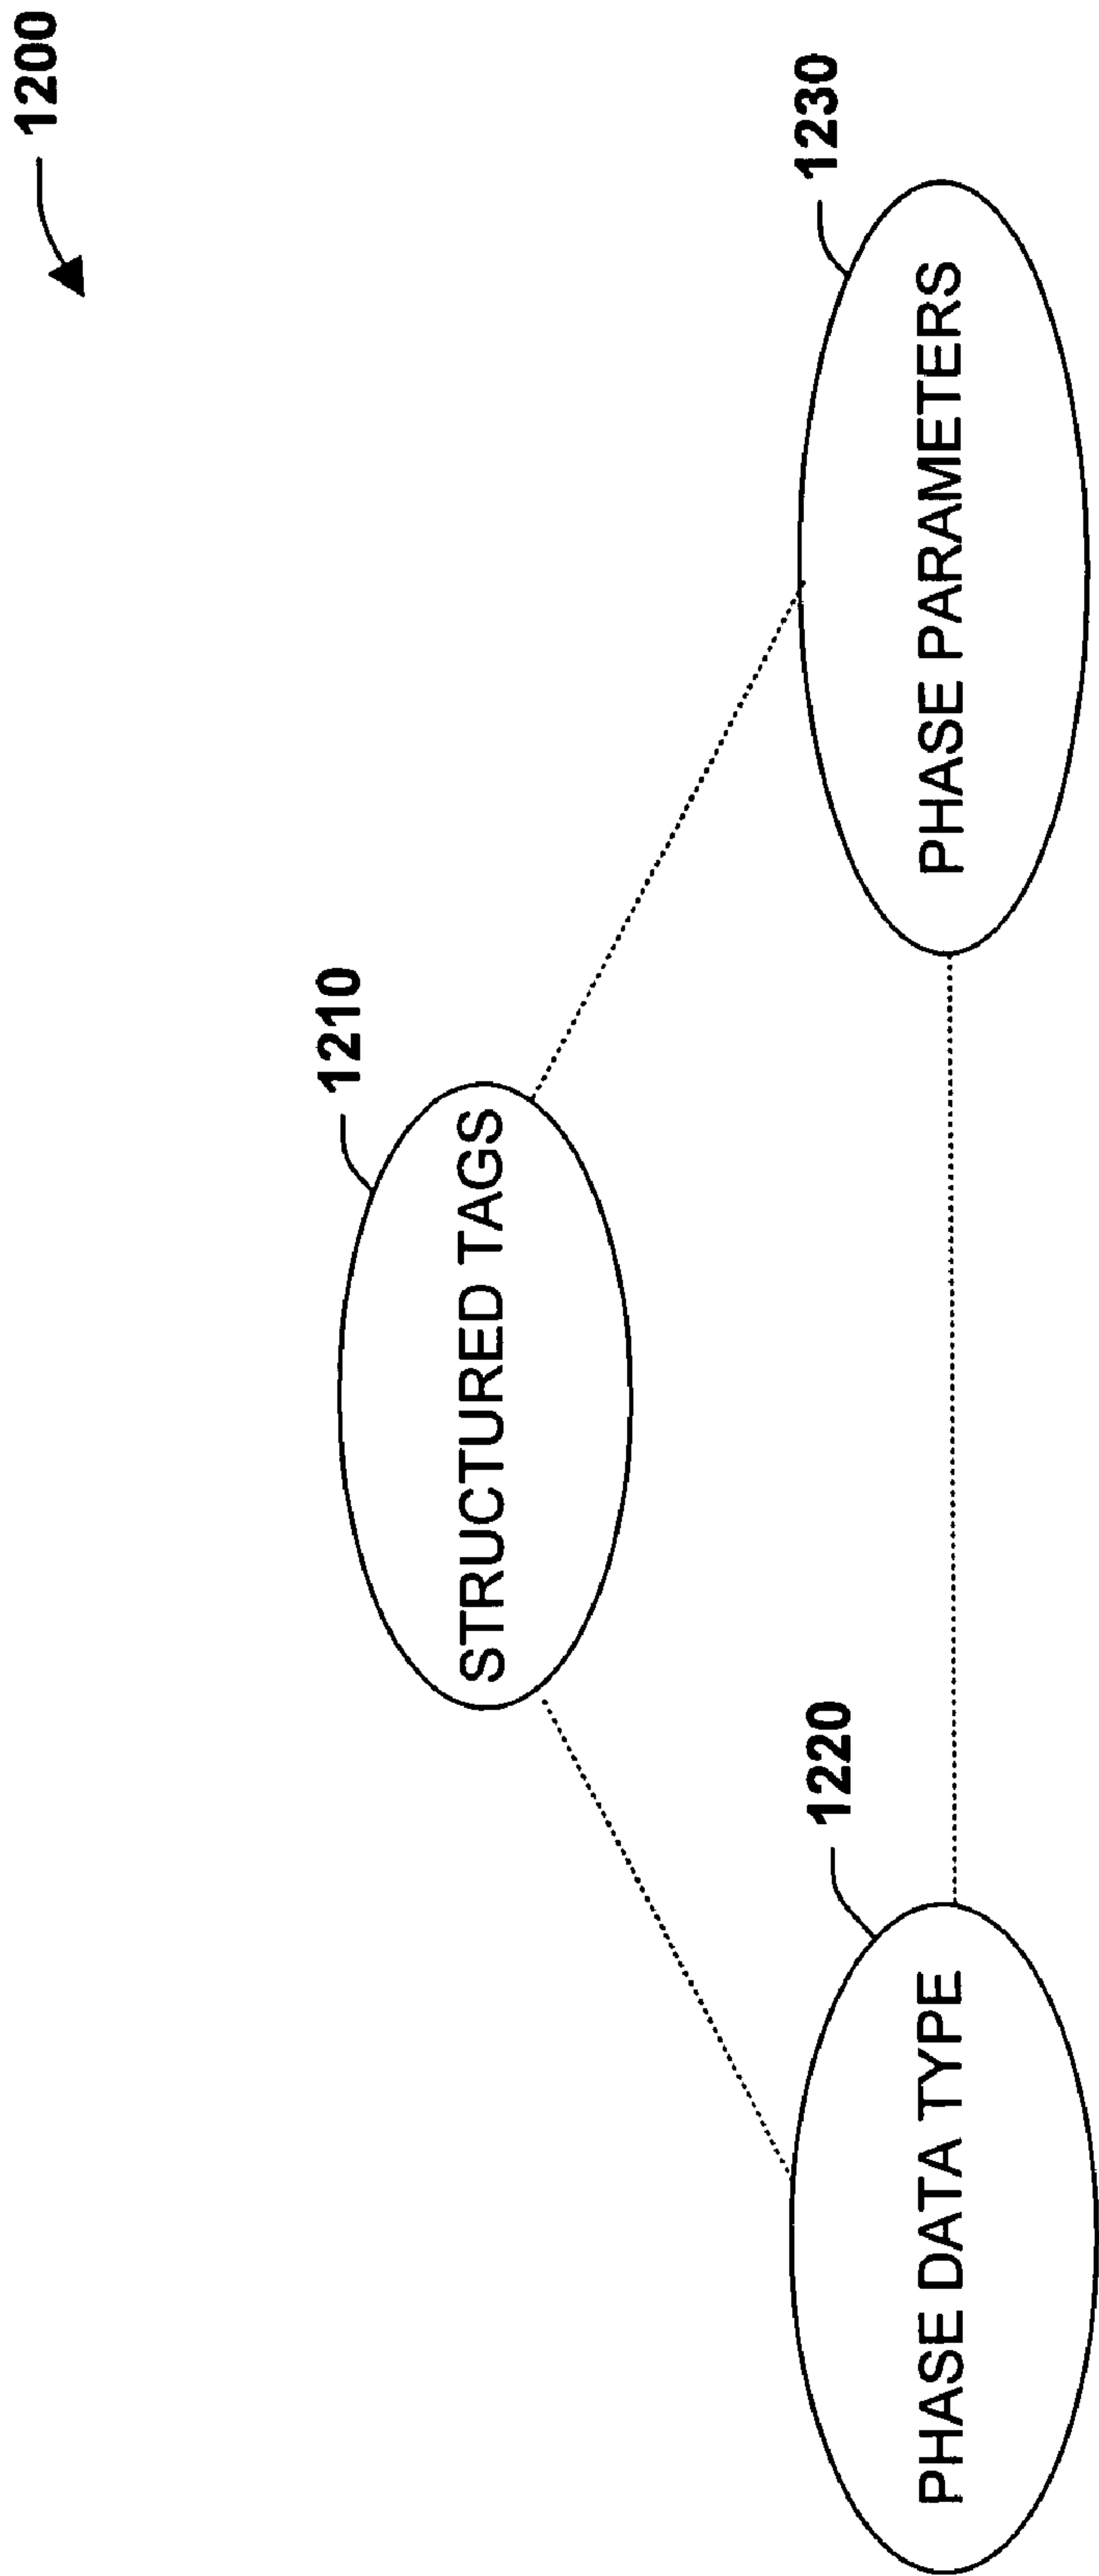 1200
1210
STRUCTURED TAGS
1220
PHASE DATA TYPE
1230
PHASE PARAMETERS